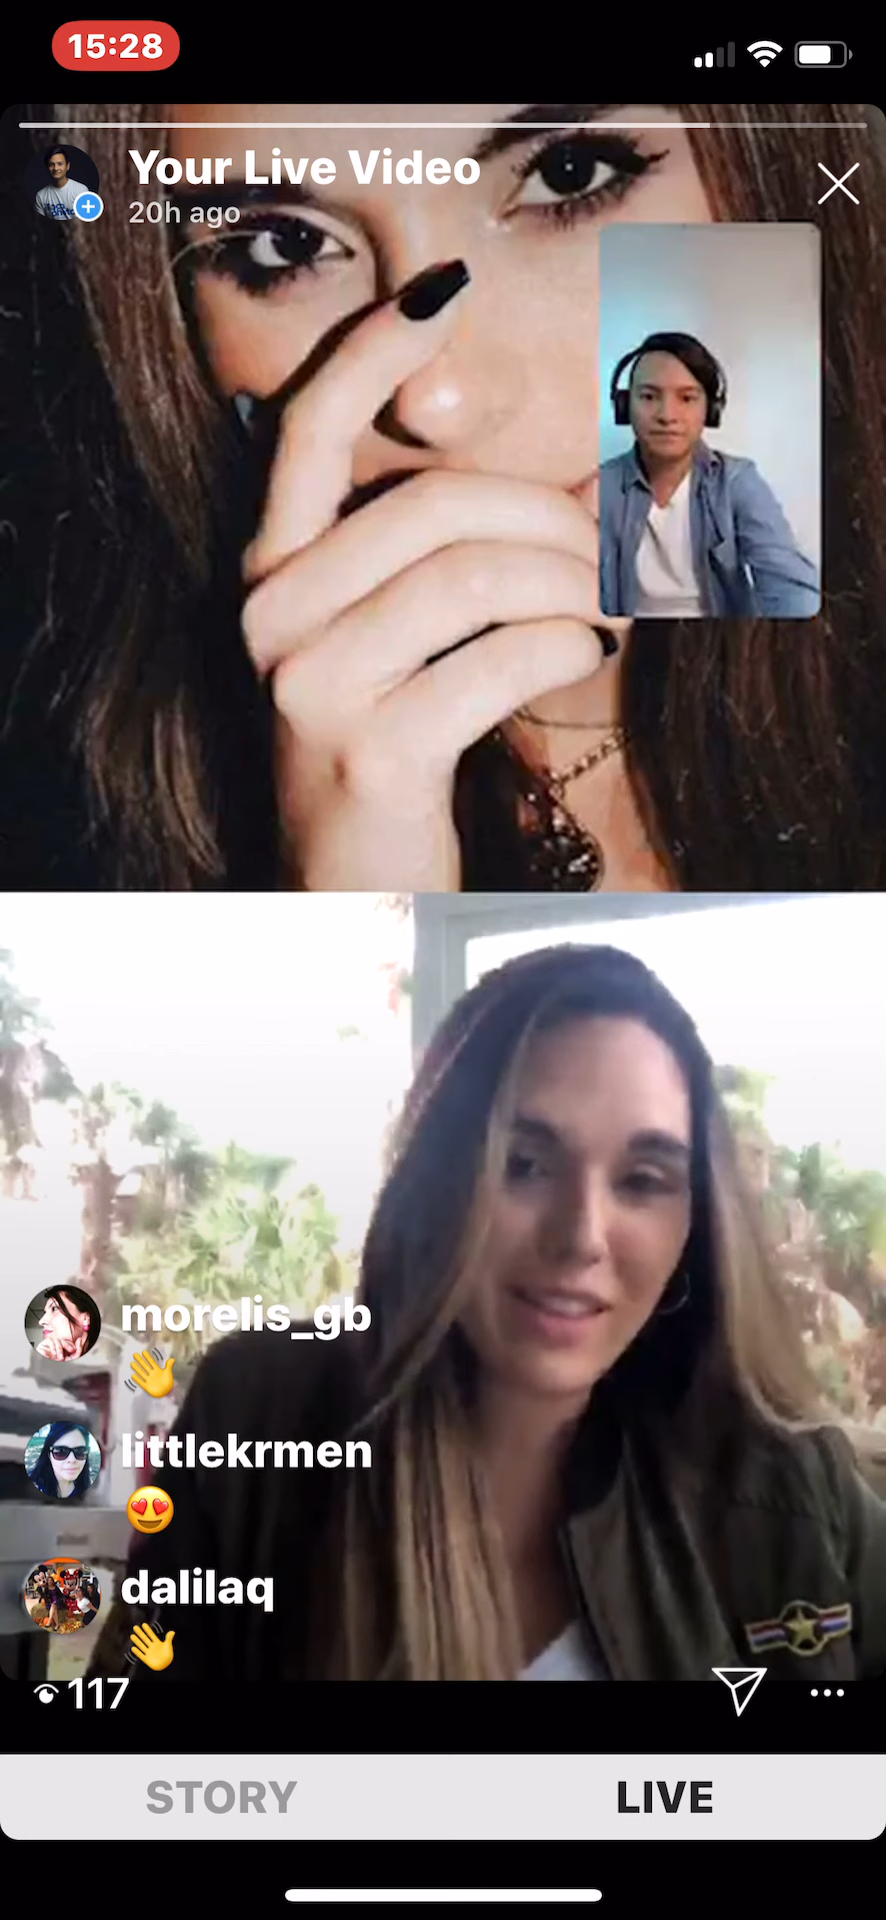 15:28
Your Live Video
20h ago
morelis_gb
👋
littlekrmen
😍
dalilaq
👋
117
STORY
LIVE